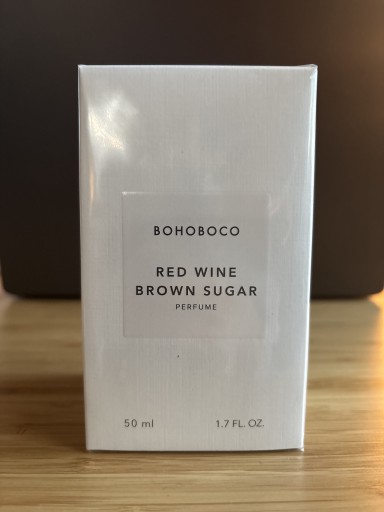 BOHOBOCO
RED WINE
BROWN SUGAR
PERFUME
50 ml 1.7 FL. OZ.